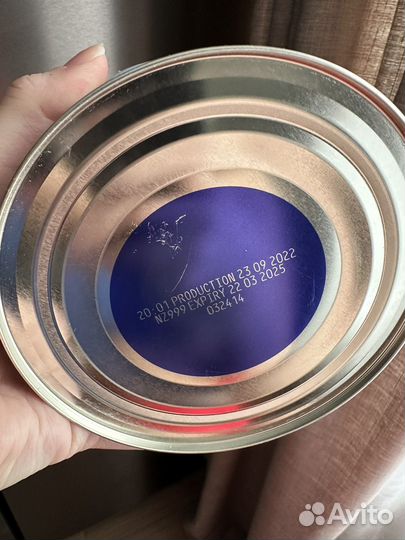 20:01 PRODUCTION 23 09 2022
NZ999 EXPIRY 22 03 2025
032414
Avito